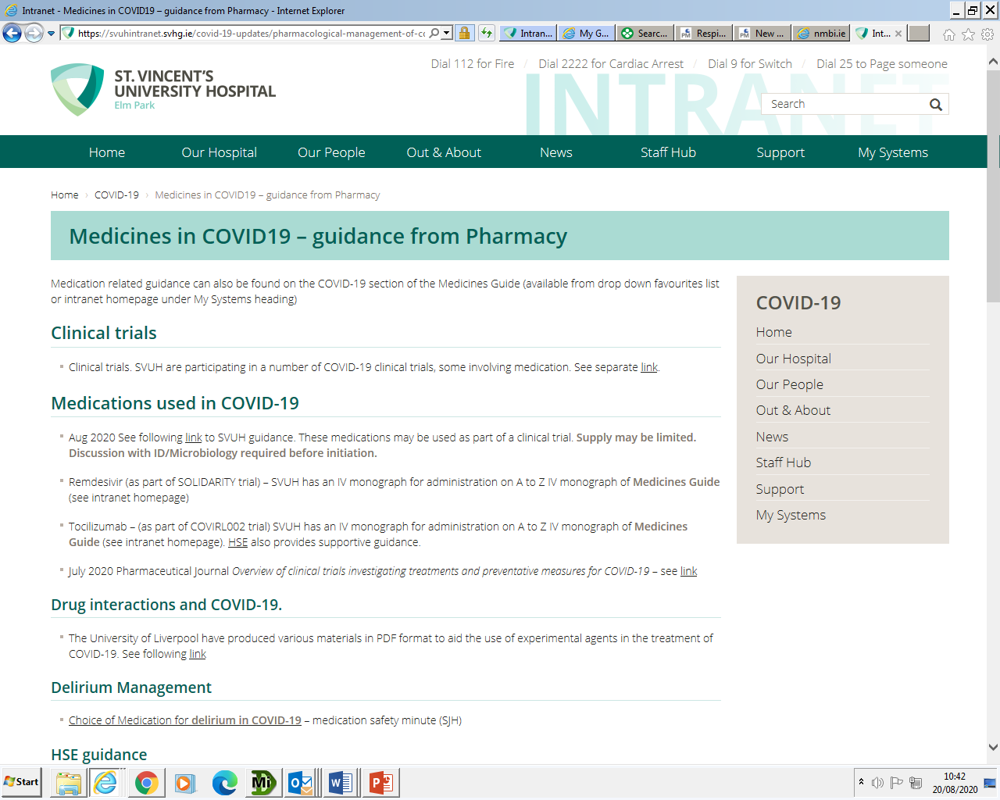 Intranet - Medicines in COVID19 – guidance from Pharmacy - Internet Explorer
https://svuhintranet.svhg.ie/covid-19-updates/pharmacological-management-of-cc
Intran...
My G...
Searc...
Respi...
New ...
nmbi.ie
Int...
Dial 112 for Fire / Dial 2222 for Cardiac Arrest / Dial 9 for Switch / Dial 25 to Page someone
ST. VINCENT'S
UNIVERSITY HOSPITAL
Elm Park
INTRANET
Search
Home Our Hospital Our People Out & About News Staff Hub Support My Systems
Home › COVID-19 › Medicines in COVID19 – guidance from Pharmacy
Medicines in COVID19 – guidance from Pharmacy
Medication related guidance can also be found on the COVID-19 section of the Medicines Guide (available from drop down favourites list
or intranet homepage under My Systems heading)
Clinical trials
Clinical trials. SVUH are participating in a number of COVID-19 clinical trials, some involving medication. See separate link.
Medications used in COVID-19
Aug 2020 See following link to SVUH guidance. These medications may be used as part of a clinical trial. Supply may be limited.
Discussion with ID/Microbiology required before initiation.
Remdesivir (as part of SOLIDARITY trial) – SVUH has an IV monograph for administration on A to Z IV monograph of Medicines Guide
(see intranet homepage)
Tocilizumab – (as part of COVIRL002 trial) SVUH has an IV monograph for administration on A to Z IV monograph of Medicines
Guide (see intranet homepage). HSE also provides supportive guidance.
July 2020 Pharmaceutical Journal Overview of clinical trials investigating treatments and preventative measures for COVID-19 – see link
Drug interactions and COVID-19.
The University of Liverpool have produced various materials in PDF format to aid the use of experimental agents in the treatment of
COVID-19. See following link
Delirium Management
Choice of Medication for delirium in COVID-19 – medication safety minute (SJH)
HSE guidance
COVID-19
Home
Our Hospital
Our People
Out & About
News
Staff Hub
Support
My Systems
Start
Mi
10:42
20/08/2020